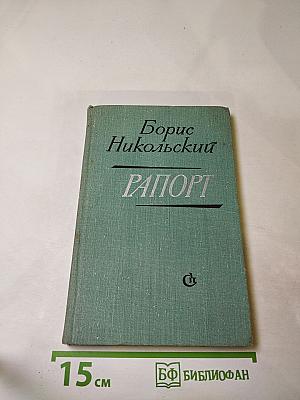 Борис
Никольский
РАПОРТ
СП
15 см
БФ БИБЛИОФАН